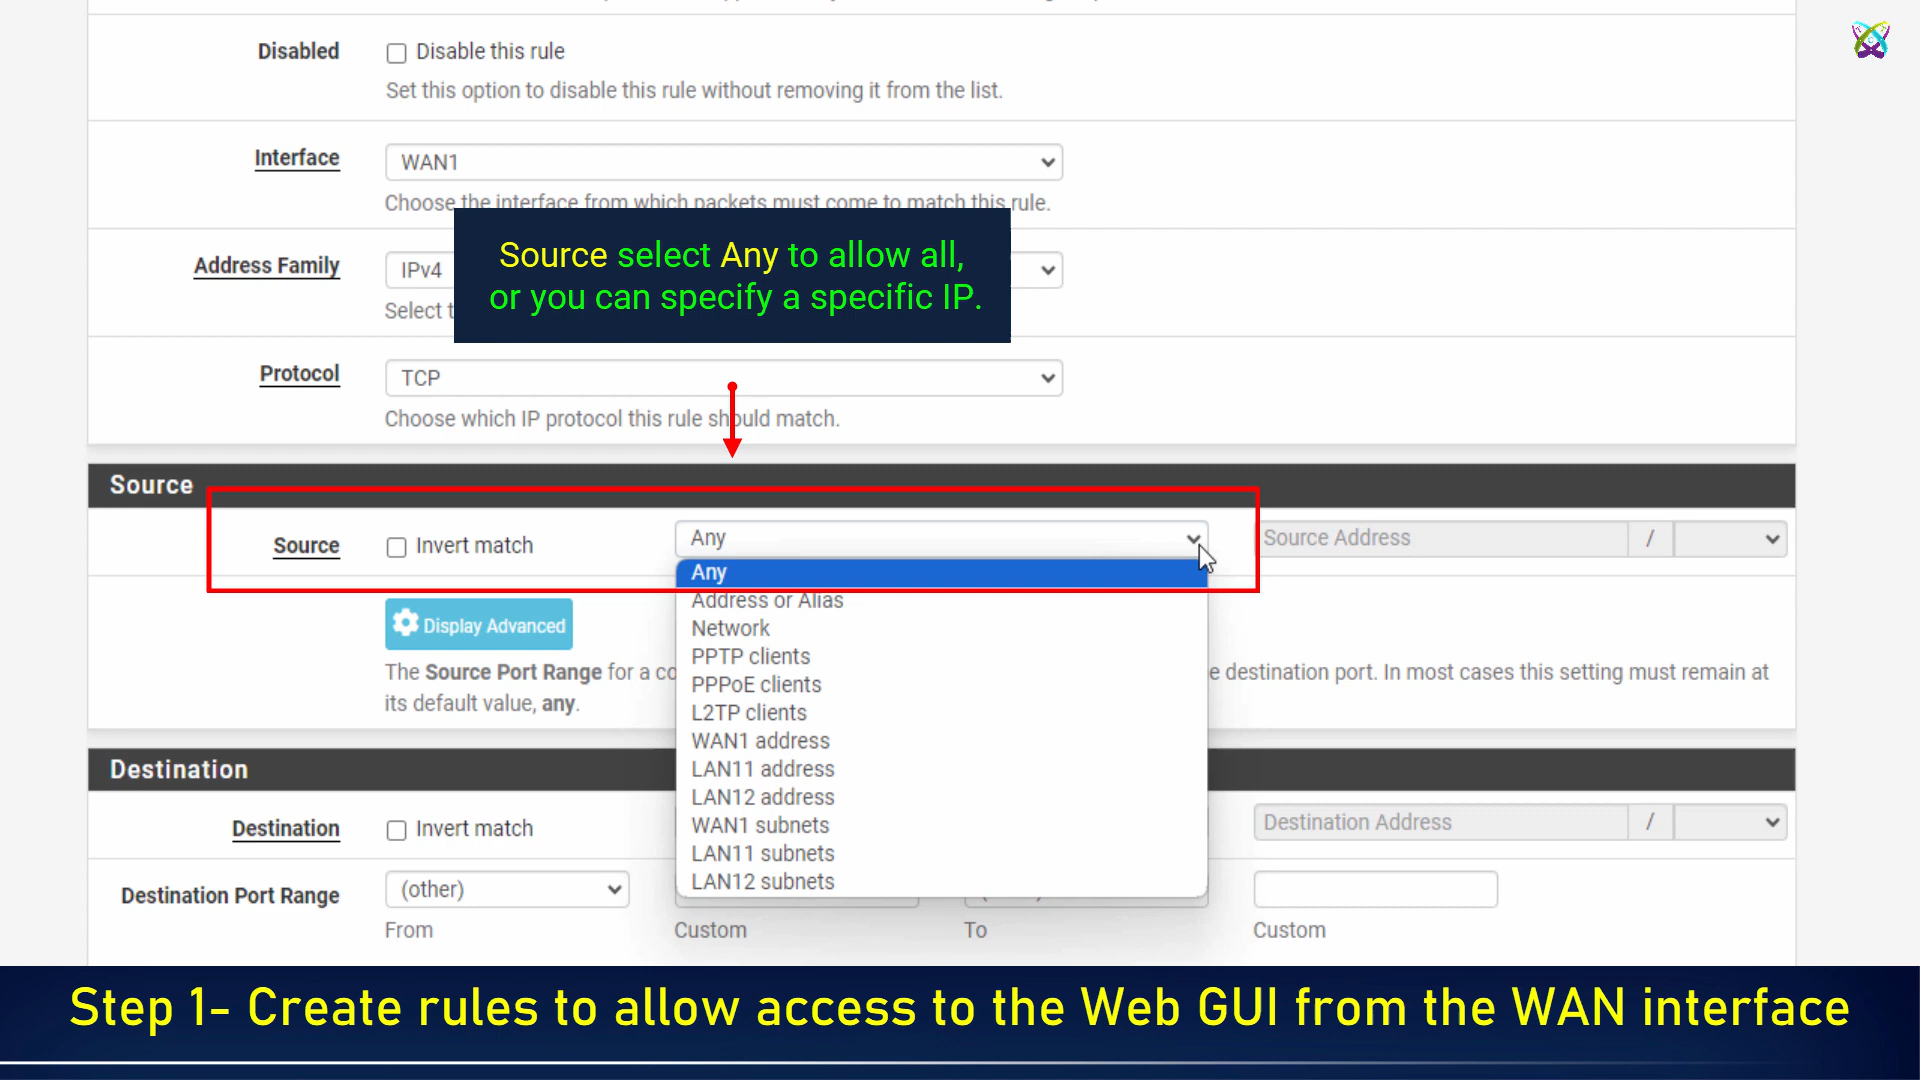 Disabled
Disable this rule
Set this option to disable this rule without removing it from the list.
Interface
WAN1
Choose the interface from which packets must come to match this rule.
Source select Any to allow all,
or you can specify a specific IP.
Address Family
IPv4
Select t
Protocol
TCP
Choose which IP protocol this rule should match.
Source
Source
Invert match
Any
Source Address
/
Any
Address or Alias
Network
PPTP clients
PPPoE clients
L2TP clients
WAN1 address
LAN11 address
LAN12 address
WAN1 subnets
LAN11 subnets
LAN12 subnets
Display Advanced
The Source Port Range for a co
e destination port. In most cases this setting must remain at
its default value, any.
Destination
Destination
Invert match
Destination Address
/
Destination Port Range
(other)
From
Custom
To
Custom
Step 1- Create rules to allow access to the Web GUI from the WAN interface